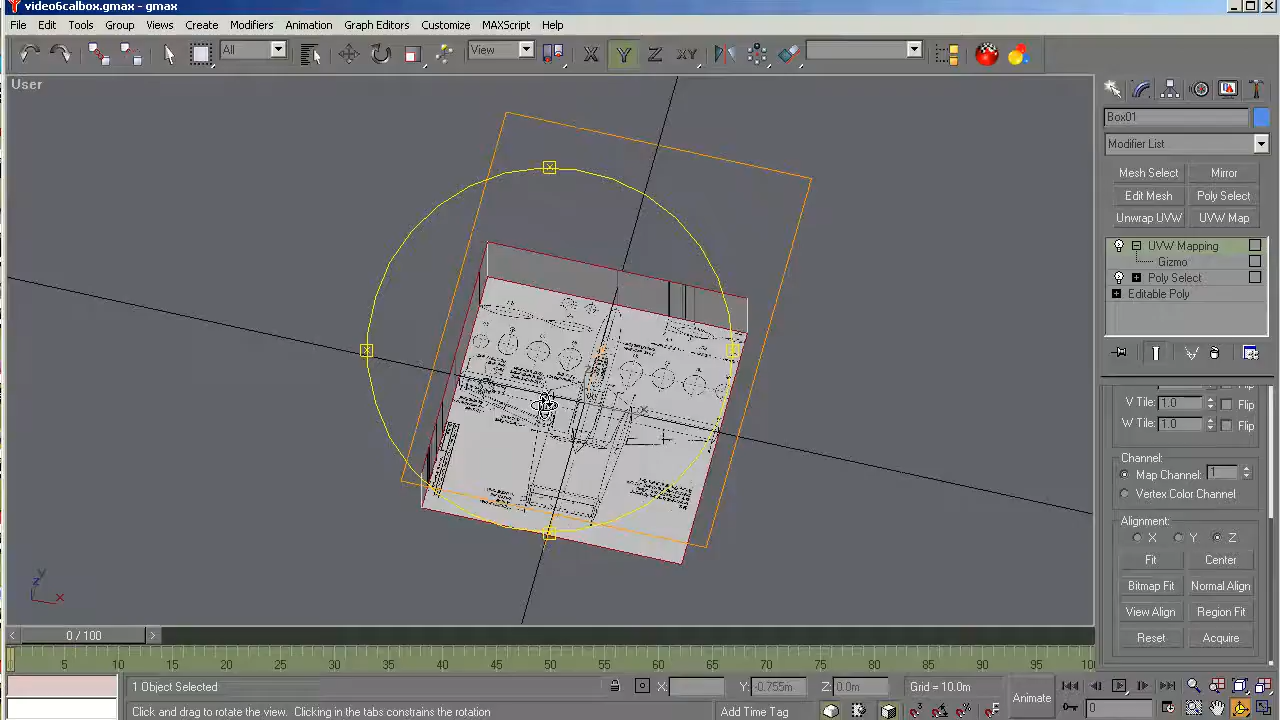 video6calbox.gmax - gmax
File Edit Tools Group Views Create Modifiers Animation Graph Editors Customize MAXScript Help
All View X Y Z XY
User
Box01
Modifier List
Mesh Select Mirror
Edit Mesh Poly Select
Unwrap UVW UVW Map
UVW Mapping
Gizmo
Poly Select
Editable Poly
V Tile: 1.0 Flip
W Tile: 1.0 Flip
Channel:
Map Channel: 1
Vertex Color Channel
Alignment:
X Y Z
Fit Center
Bitmap Fit Normal Align
View Align Region Fit
Reset Acquire
z y x
0 / 100
5 10 15 20 25 30 35 40 45 50 55 60 65 70 75 80 85 90 95 100
1 Object Selected X: Y: -0.755m Z: 0.0m Grid = 10.0m Animate
Click and drag to rotate the view. Clicking in the tabs constrains the rotation Add Time Tag 0